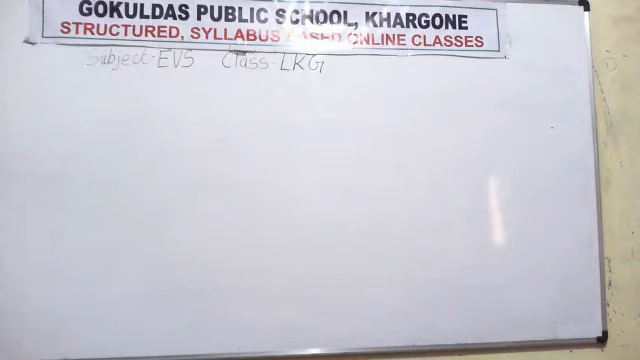 GOKULDAS PUBLIC SCHOOL, KHARGONE
STRUCTURED, SYLLABUS BASED ONLINE CLASSES
Subject-EVS Class-LKG